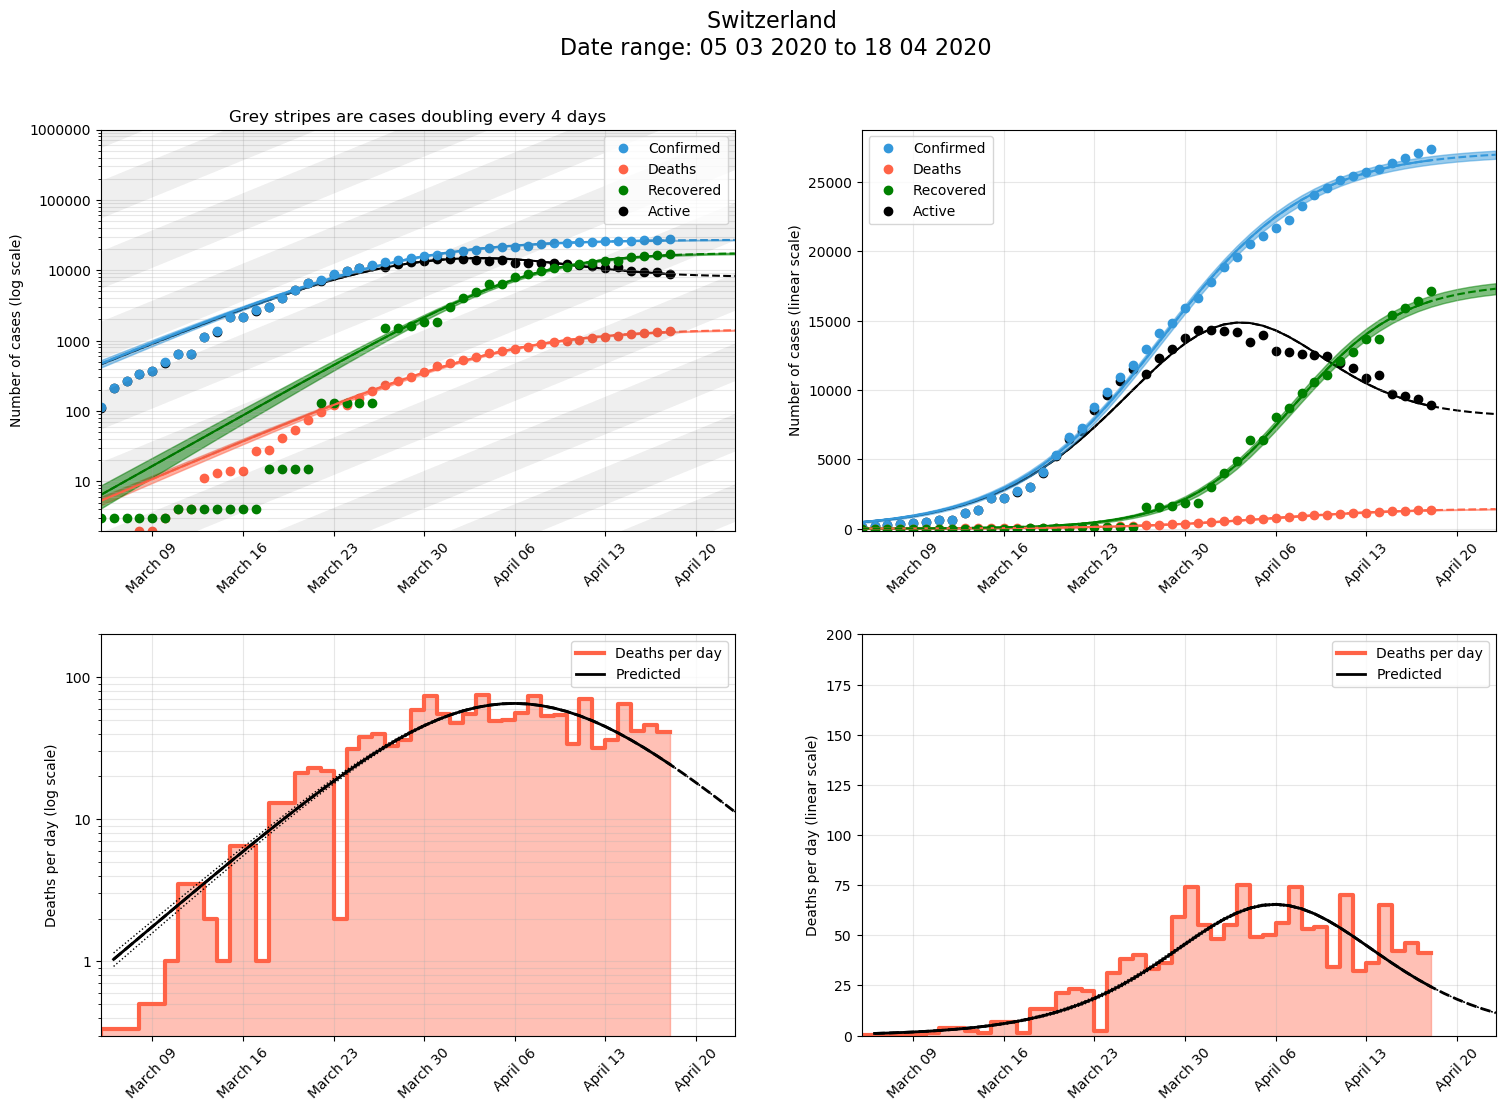 Switzerland
Date range: 05 03 2020 to 18 04 2020
Grey stripes are cases doubling every 4 days
Number of cases (log scale)
1000000
100000
10000
1000
100
10
Confirmed
Deaths
Recovered
Active
March 09
March 16
March 23
March 30
April 06
April 13
April 20
Number of cases (linear scale)
25000
20000
15000
10000
5000
0
Confirmed
Deaths
Recovered
Active
March 09
March 16
March 23
March 30
April 06
April 13
April 20
Deaths per day (log scale)
100
10
1
Deaths per day
Predicted
March 09
March 16
March 23
March 30
April 06
April 13
April 20
Deaths per day (linear scale)
200
175
150
125
100
75
50
25
0
Deaths per day
Predicted
March 09
March 16
March 23
March 30
April 06
April 13
April 20